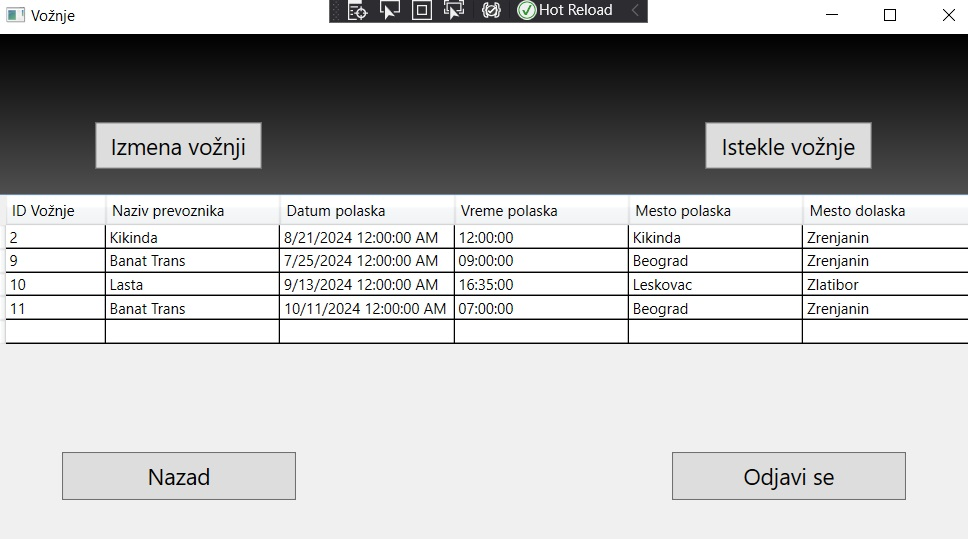 Vožnje
Hot Reload
Izmena vožnji
Istekle vožnje
ID Vožnje Naziv prevoznika Datum polaska Vreme polaska Mesto polaska Mesto dolaska
2 Kikinda 8/21/2024 12:00:00 AM 12:00:00 Kikinda Zrenjanin
9 Banat Trans 7/25/2024 12:00:00 AM 09:00:00 Beograd Zrenjanin
10 Lasta 9/13/2024 12:00:00 AM 16:35:00 Leskovac Zlatibor
11 Banat Trans 10/11/2024 12:00:00 AM 07:00:00 Beograd Zrenjanin
Nazad
Odjavi se